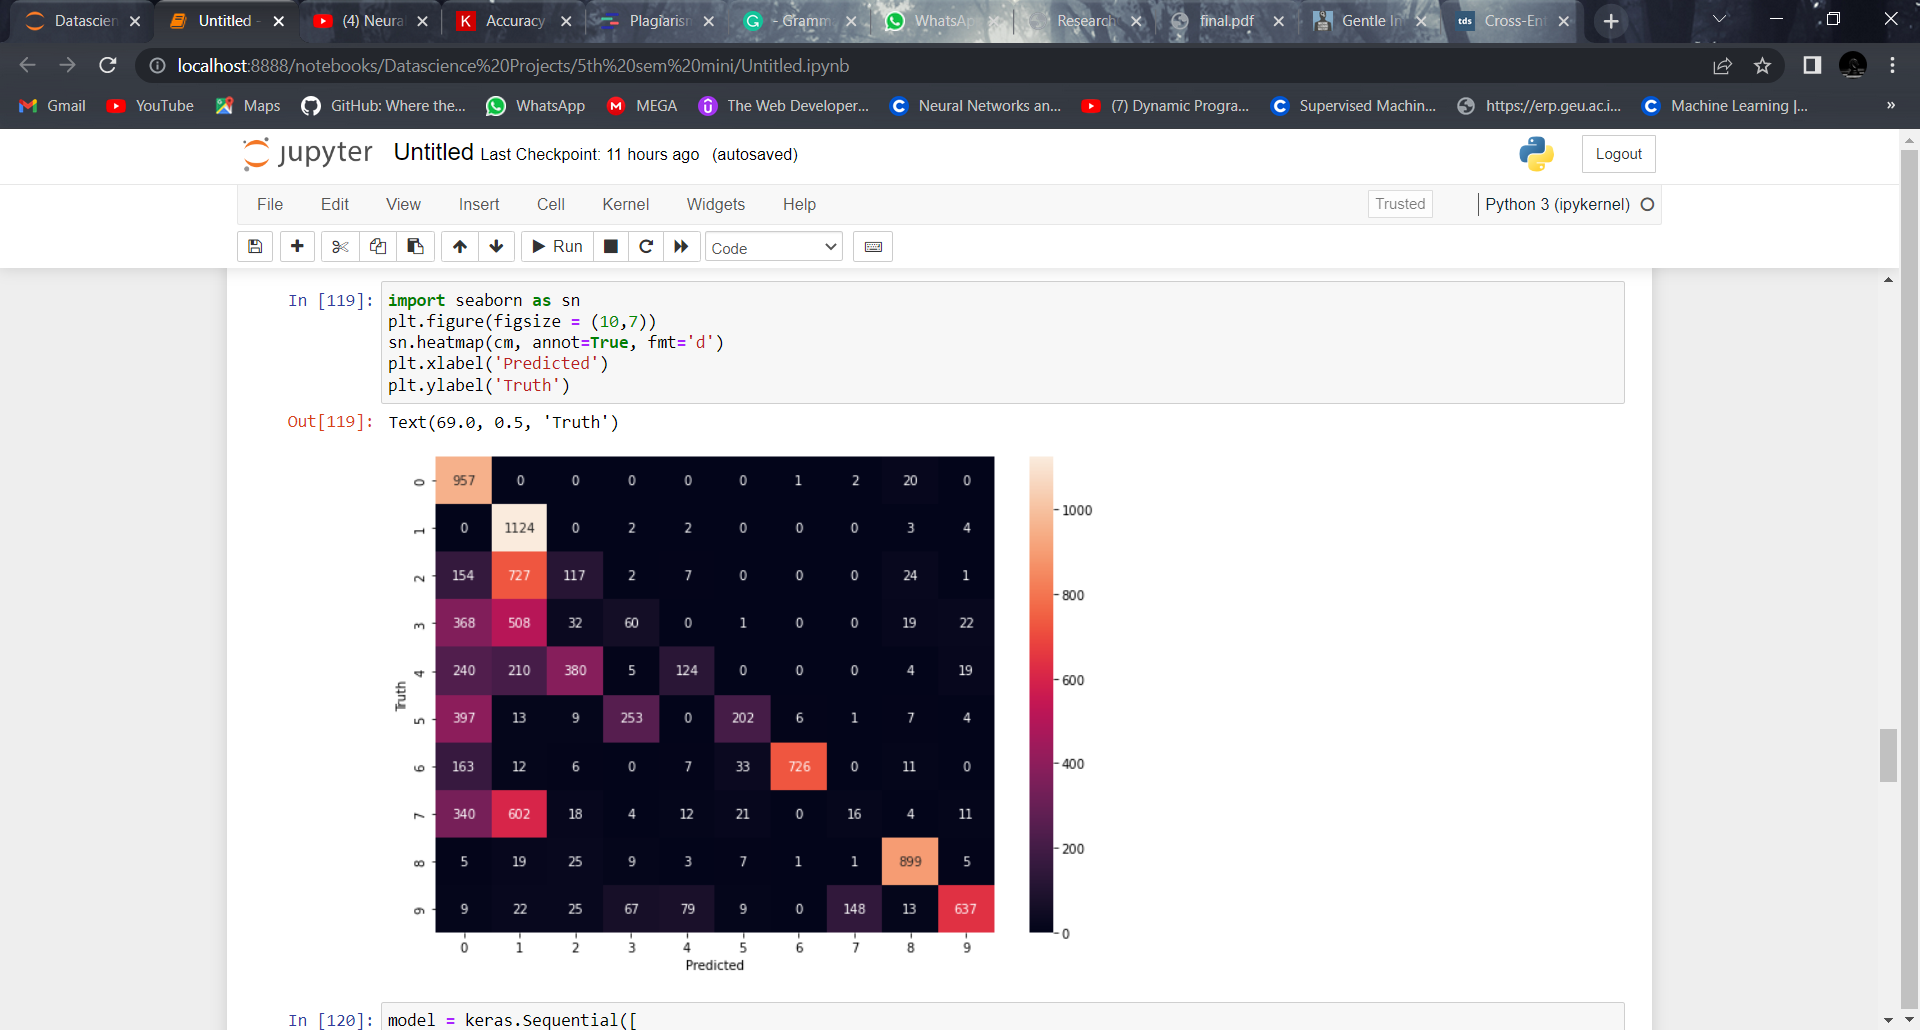 Datascien
Untitled -
(4) Neura
Accuracy
Plagiarism
- Gramm
WhatsAp
Research
final.pdf
Gentle In
tds Cross-En
localhost:8888/notebooks/Datascience%20Projects/5th%20sem%20mini/Untitled.ipynb
Gmail YouTube Maps GitHub: Where the... WhatsApp MEGA The Web Developer... Neural Networks an... (7) Dynamic Progra... Supervised Machin... https://erp.geu.ac.i... Machine Learning |... »
jupyter Untitled Last Checkpoint: 11 hours ago (autosaved) Logout
File Edit View Insert Cell Kernel Widgets Help Trusted Python 3 (ipykernel)
Run Code
In [119]: import seaborn as sn
plt.figure(figsize = (10,7))
sn.heatmap(cm, annot=True, fmt='d')
plt.xlabel('Predicted')
plt.ylabel('Truth')
Out[119]: Text(69.0, 0.5, 'Truth')
0 957 0 0 0 0 0 1 2 20 0
1 0 1124 0 2 2 0 0 0 3 4
2 154 727 117 2 7 0 0 0 24 1
3 368 508 32 60 0 1 0 0 19 22
4 240 210 380 5 124 0 0 0 4 19
Truth
5 397 13 9 253 0 202 6 1 7 4
6 163 12 6 0 7 33 726 0 11 0
7 340 602 18 4 12 21 0 16 4 11
8 5 19 25 9 3 7 1 1 899 5
9 9 22 25 67 79 9 0 148 13 637
0 1 2 3 4 5 6 7 8 9
Predicted
1000
800
600
400
200
0
In [120]: model = keras.Sequential([